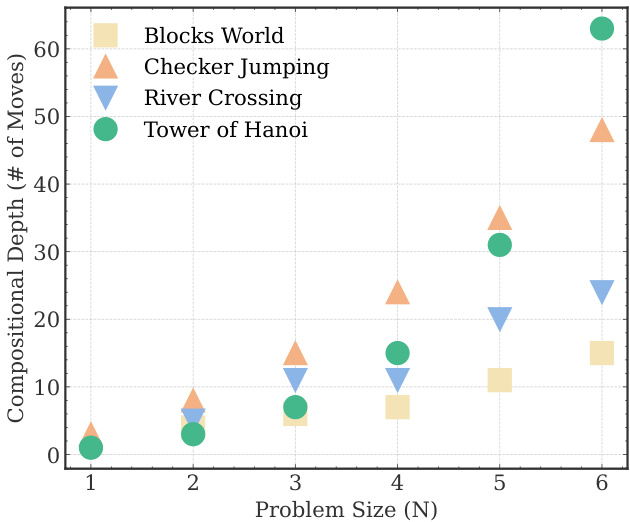 Blocks World
Checker Jumping
River Crossing
Tower of Hanoi
Compositional Depth (# of Moves)
60
50
40
30
20
10
0
1 2 3 4 5 6
Problem Size (N)